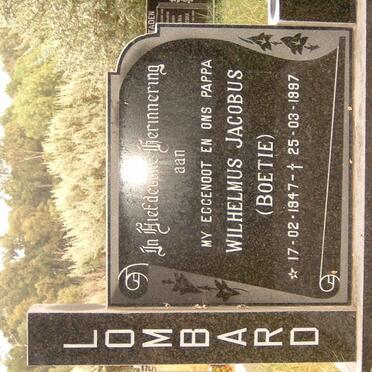 In Liefdevolle Herinnering
aan
MY EGGENOOT EN ONS PAPPA
WILHELMUS JACOBUS
(BOETIE)
☆ 17-02-1947-† 25-03-1997
LOMBARD